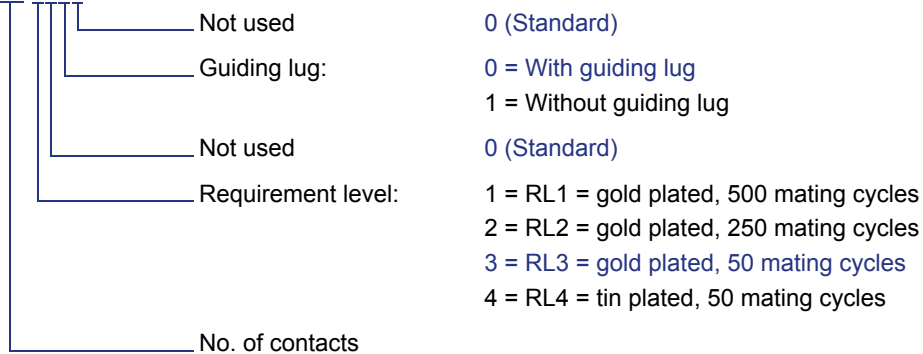 Not used 0 (Standard)
Guiding lug: 0 = With guiding lug
1 = Without guiding lug
Not used 0 (Standard)
Requirement level: 1 = RL1 = gold plated, 500 mating cycles
2 = RL2 = gold plated, 250 mating cycles
3 = RL3 = gold plated, 50 mating cycles
4 = RL4 = tin plated, 50 mating cycles
No. of contacts